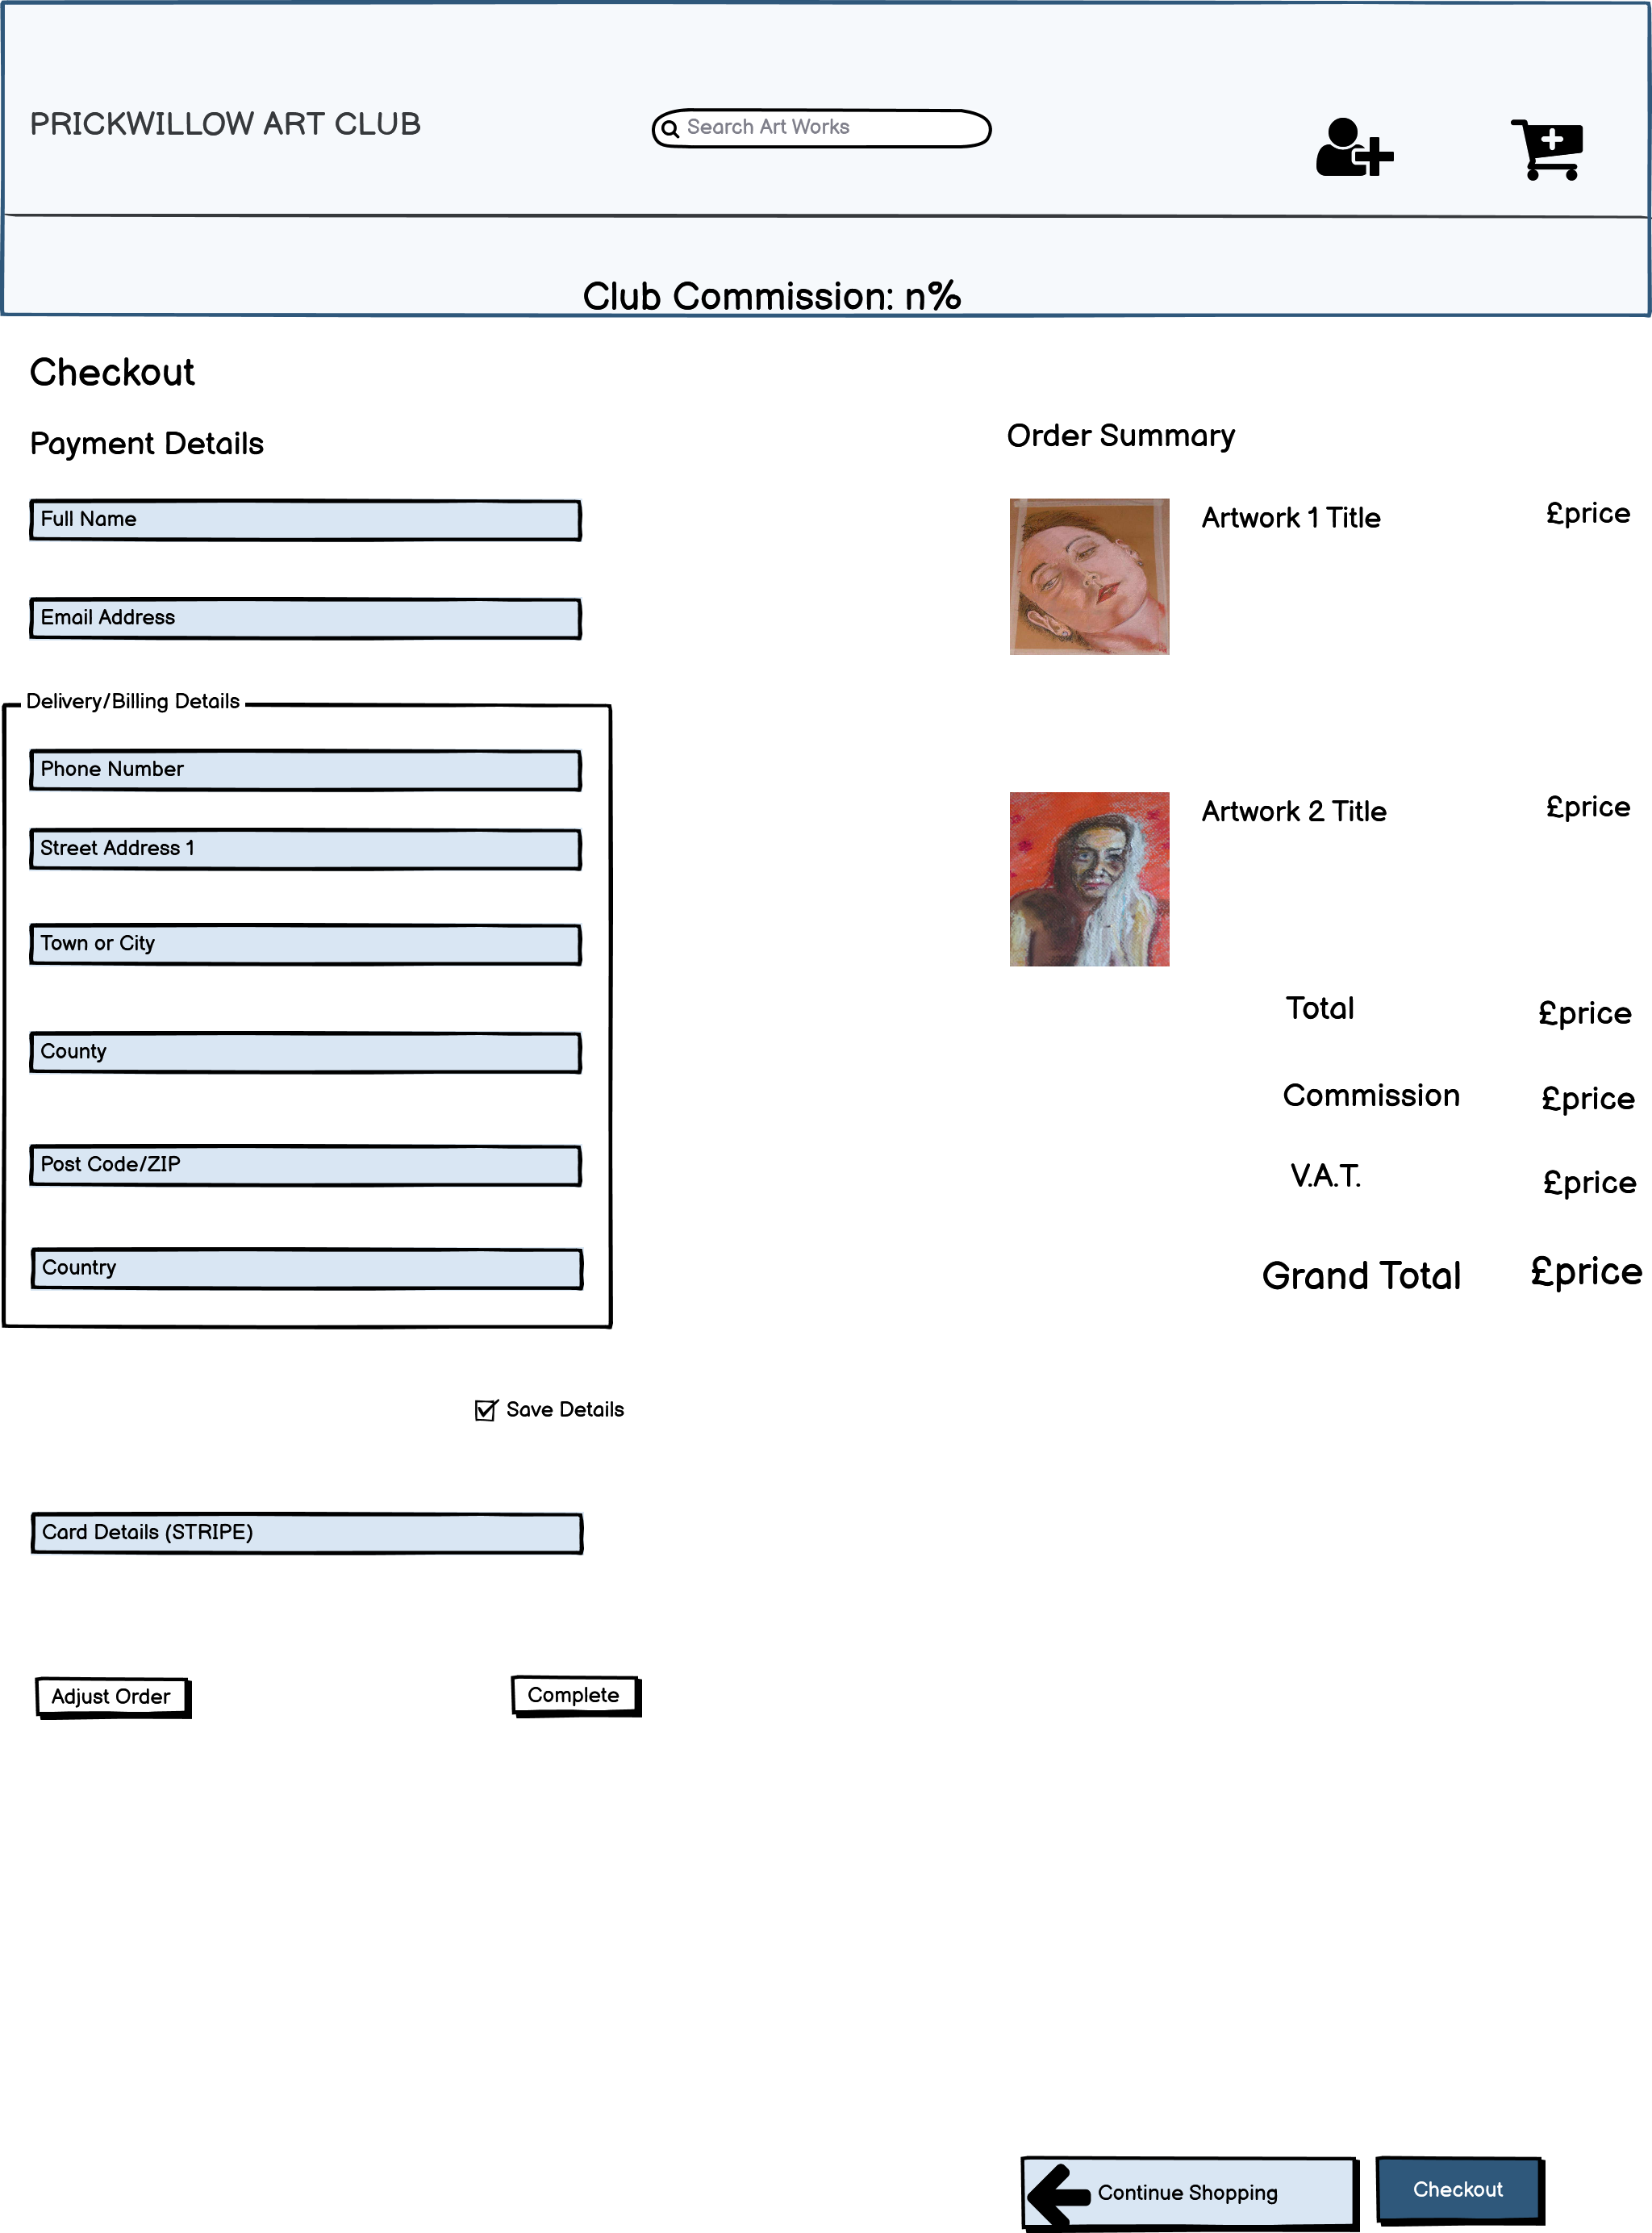 PRICKWILLOW ART CLUB
Search Art Works
Club Commission: n%
Checkout
Payment Details
Full Name
Email Address
Delivery/Billing Details
Phone Number
Street Address 1
Town or City
County
Post Code/ZIP
Country
Save Details
Card Details (STRIPE)
Adjust Order
Complete
Order Summary
Artwork 1 Title £price
Artwork 2 Title £price
Total £price
Commission £price
V.A.T. £price
Grand Total £price
Continue Shopping
Checkout